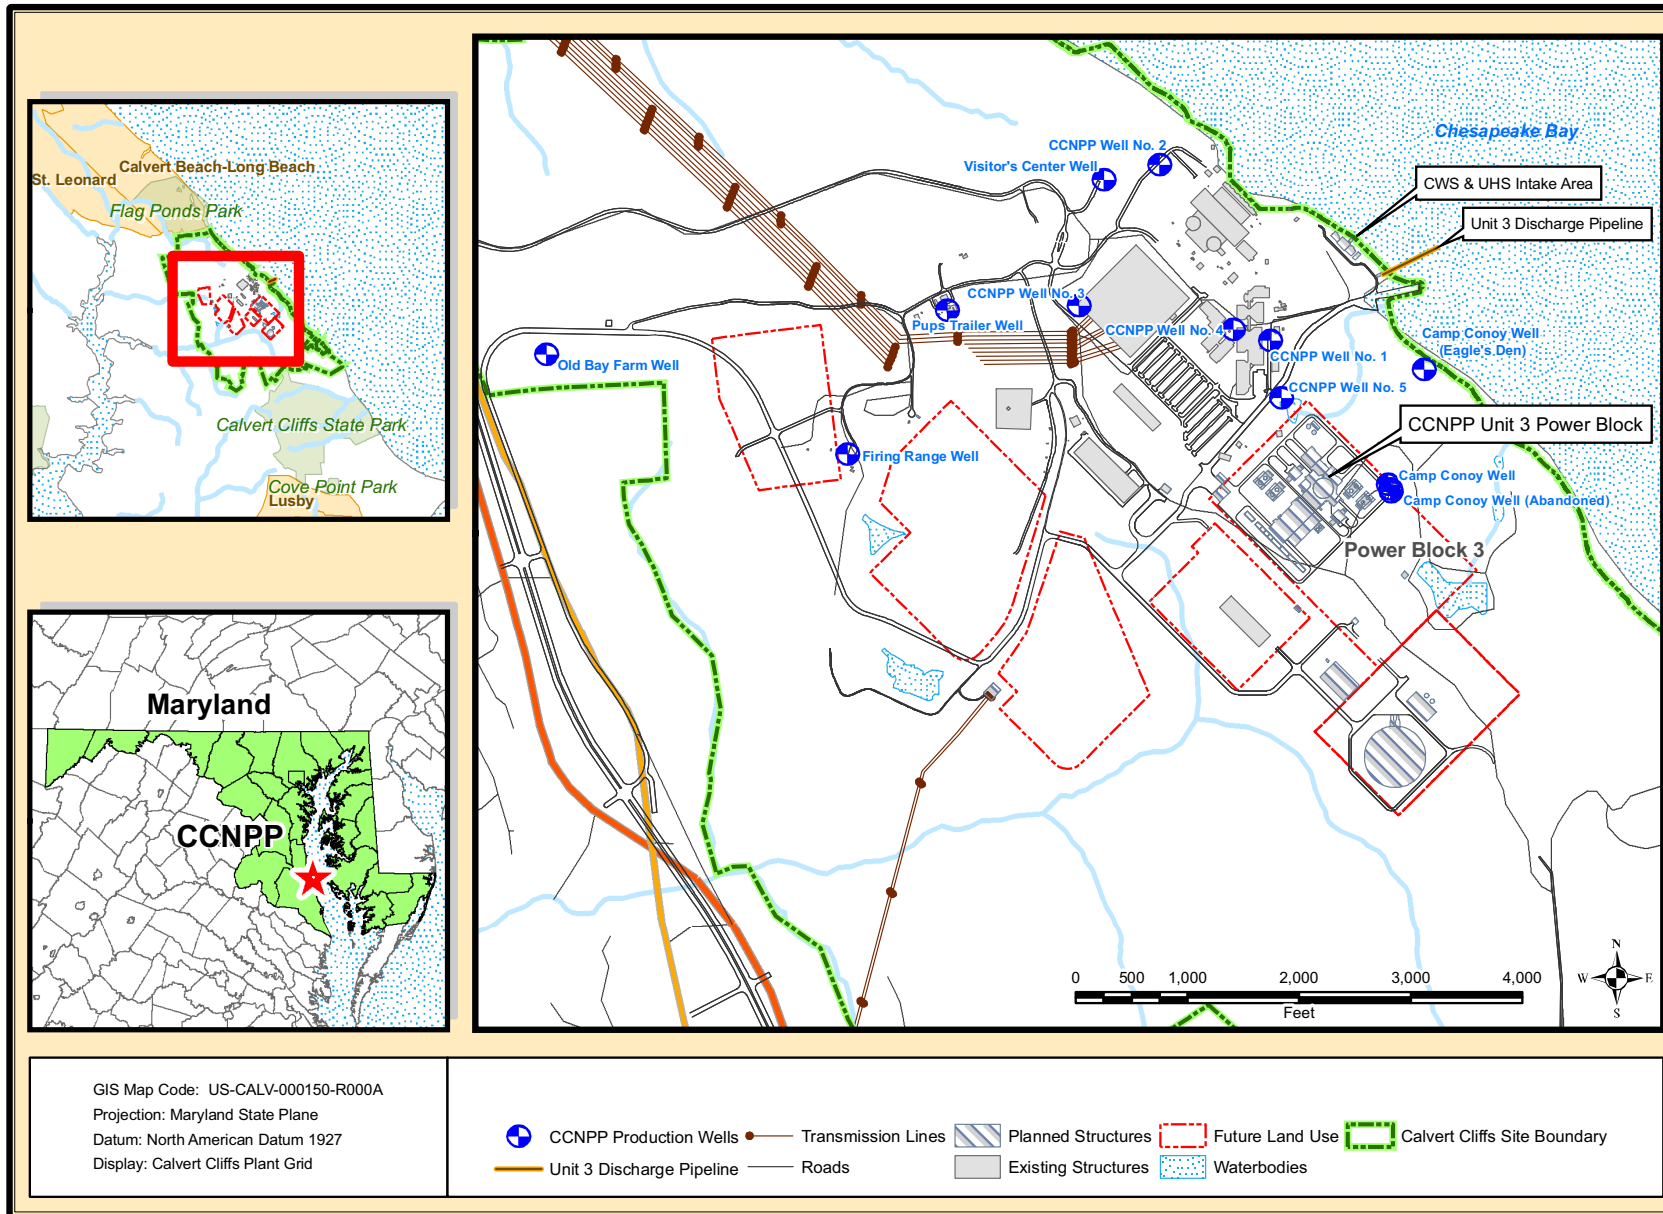 Calvert Beach-Long Beach
St. Leonard
Flag Ponds Park
Calvert Cliffs State Park
Cove Point Park
Lusby
Maryland
CCNPP
Chesapeake Bay
CCNPP Well No. 2
Visitor's Center Well
CWS & UHS Intake Area
Unit 3 Discharge Pipeline
CCNPP Well No. 3
Pups Trailer Well
CCNPP Well No. 4
Camp Conoy Well
(Eagle's Den)
CCNPP Well No. 1
Old Bay Farm Well
CCNPP Well No. 5
CCNPP Unit 3 Power Block
Firing Range Well
Camp Conoy Well
Camp Conoy Well (Abandoned)
Power Block 3
N
W E
S
0 500 1,000 2,000 3,000 4,000
Feet
GIS Map Code: US-CALV-000150-R000A
Projection: Maryland State Plane
Datum: North American Datum 1927
Display: Calvert Cliffs Plant Grid
CCNPP Production Wells
Transmission Lines
Planned Structures
Future Land Use
Calvert Cliffs Site Boundary
Unit 3 Discharge Pipeline
Roads
Existing Structures
Waterbodies